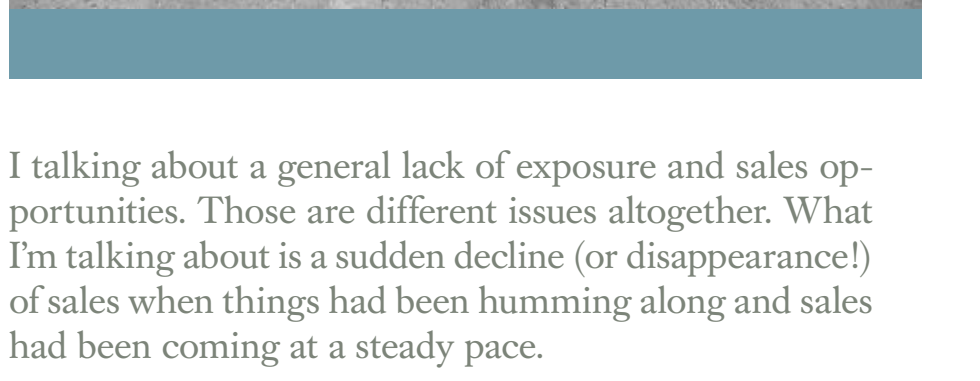 I talking about a general lack of exposure and sales op-
portunities. Those are different issues altogether. What
I’m talking about is a sudden decline (or disappearance!)
of sales when things had been humming along and sales
had been coming at a steady pace.